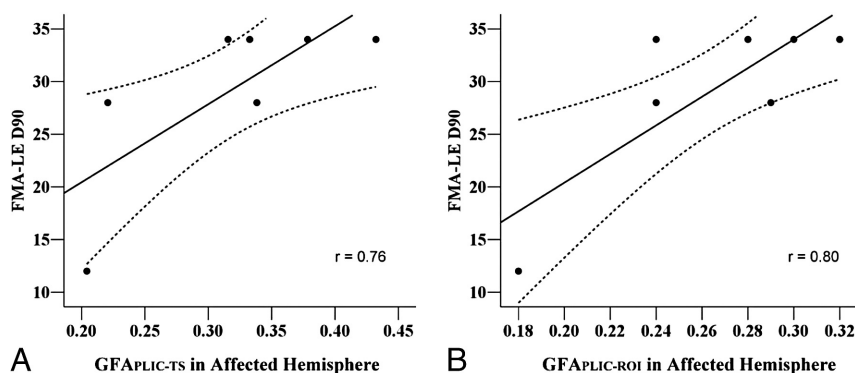 FMA-LE D90
35
30
25
20
15
10
r = 0.76
0.20 0.25 0.30 0.35 0.40 0.45
A GFAPLIC-TS in Affected Hemisphere
FMA-LE D90
35
30
25
20
15
10
r = 0.80
0.18 0.20 0.22 0.24 0.26 0.28 0.30 0.32
B GFAPLIC-ROI in Affected Hemisphere